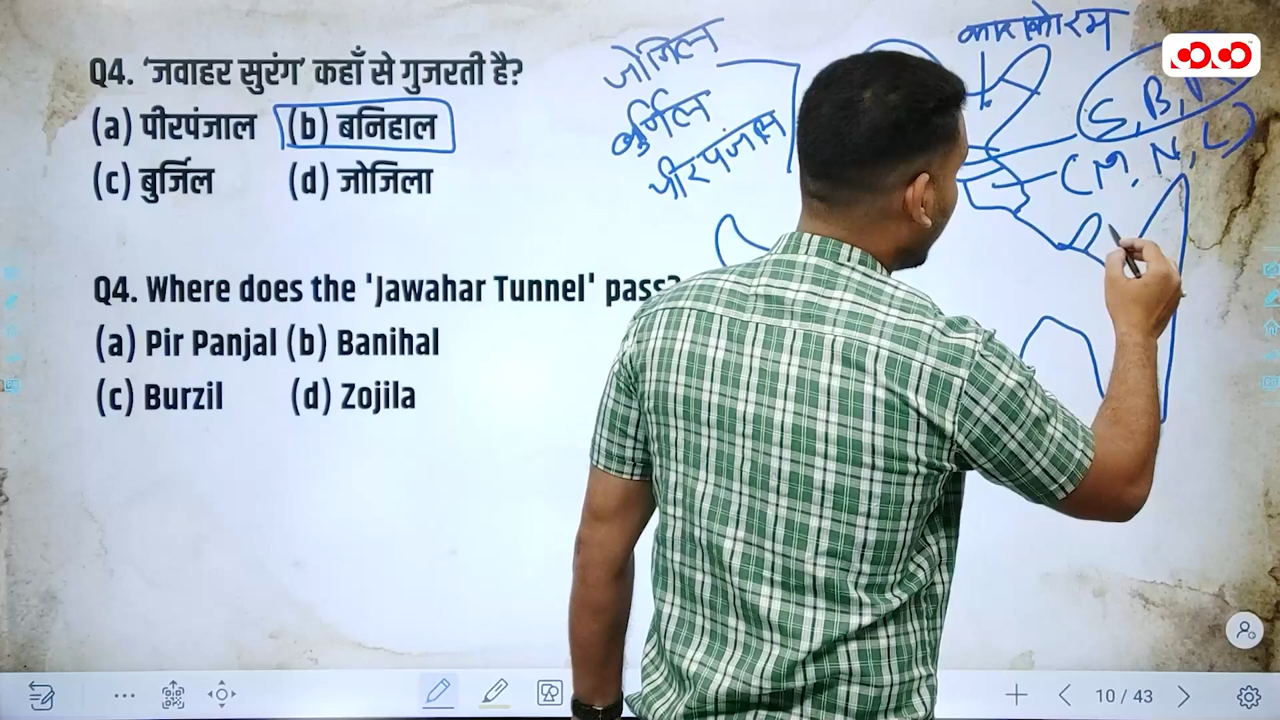 Q4. ‘जवाहर सुरंग’ कहाँ से गुजरती है?
(a) पीरपंजाल (b) बनिहाल
(c) बुर्जिल (d) जोजिला
Q4. Where does the 'Jawahar Tunnel' pass?
(a) Pir Panjal (b) Banihal
(c) Burzil (d) Zojila
जोजिल
बुर्जिल
पीरपंजाल
काराकोरम
(M, N, L)
10 / 43